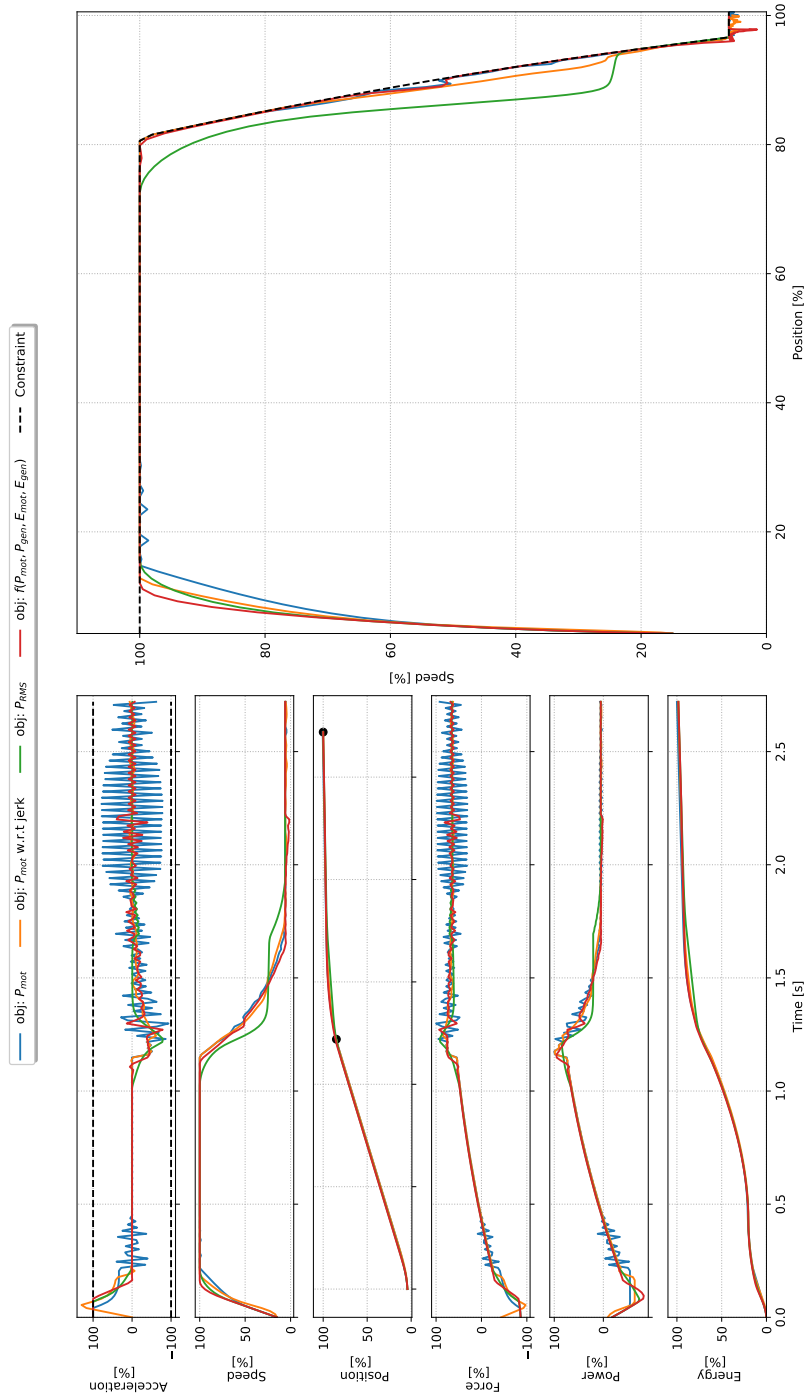 obj: P_mot obj: P_mot w.r.t jerk obj: P_RMS obj: f(P_mot, P_gen, E_mot, E_gen) Constraint
Acceleration
[%]
100
0
−100
Speed
[%]
100
0
Position
[%]
100
50
0
Force
[%]
100
0
−100
Power
[%]
100
0
Energy
[%]
100
50
0
0.0 0.5 1.0 1.5 2.0 2.5
Time [s]
Speed [%]
100
80
60
40
20
0
20 40 60 80 100
Position [%]